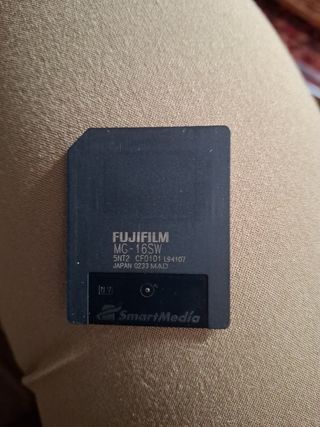 FUJIFILM
MG-16SW
5NT2 CF0101 L94107
JAPAN 0233 MAD
SmartMedia